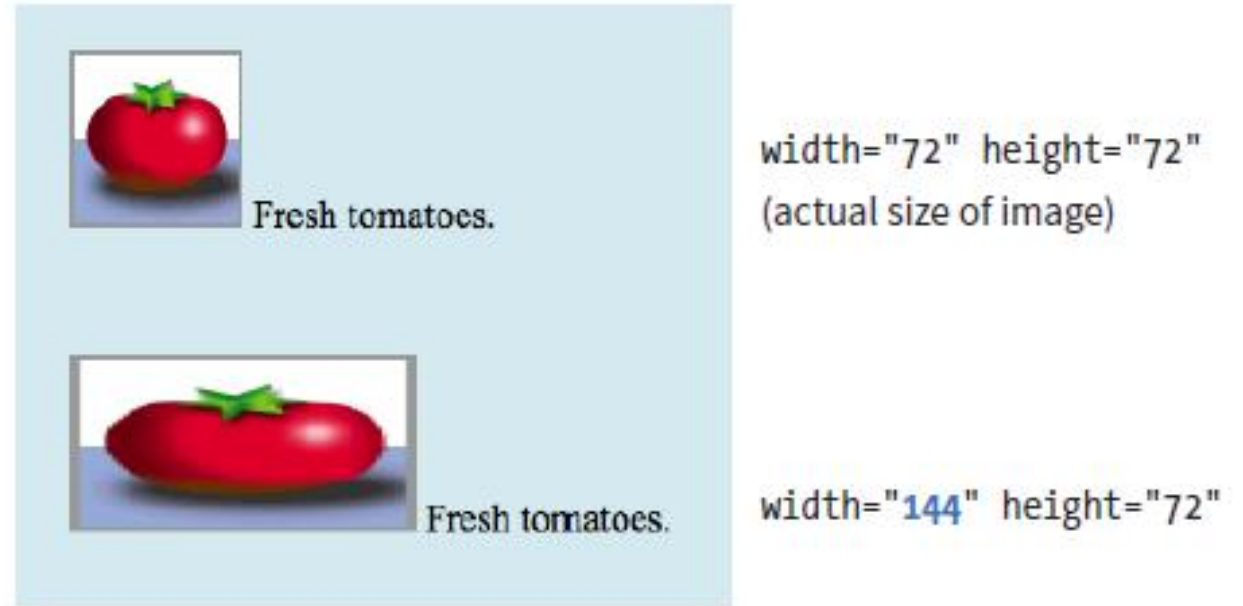 width="72" height="72"
Fresh tomatoes.
(actual size of image)
Fresh tomatoes.
width="144" height="72"